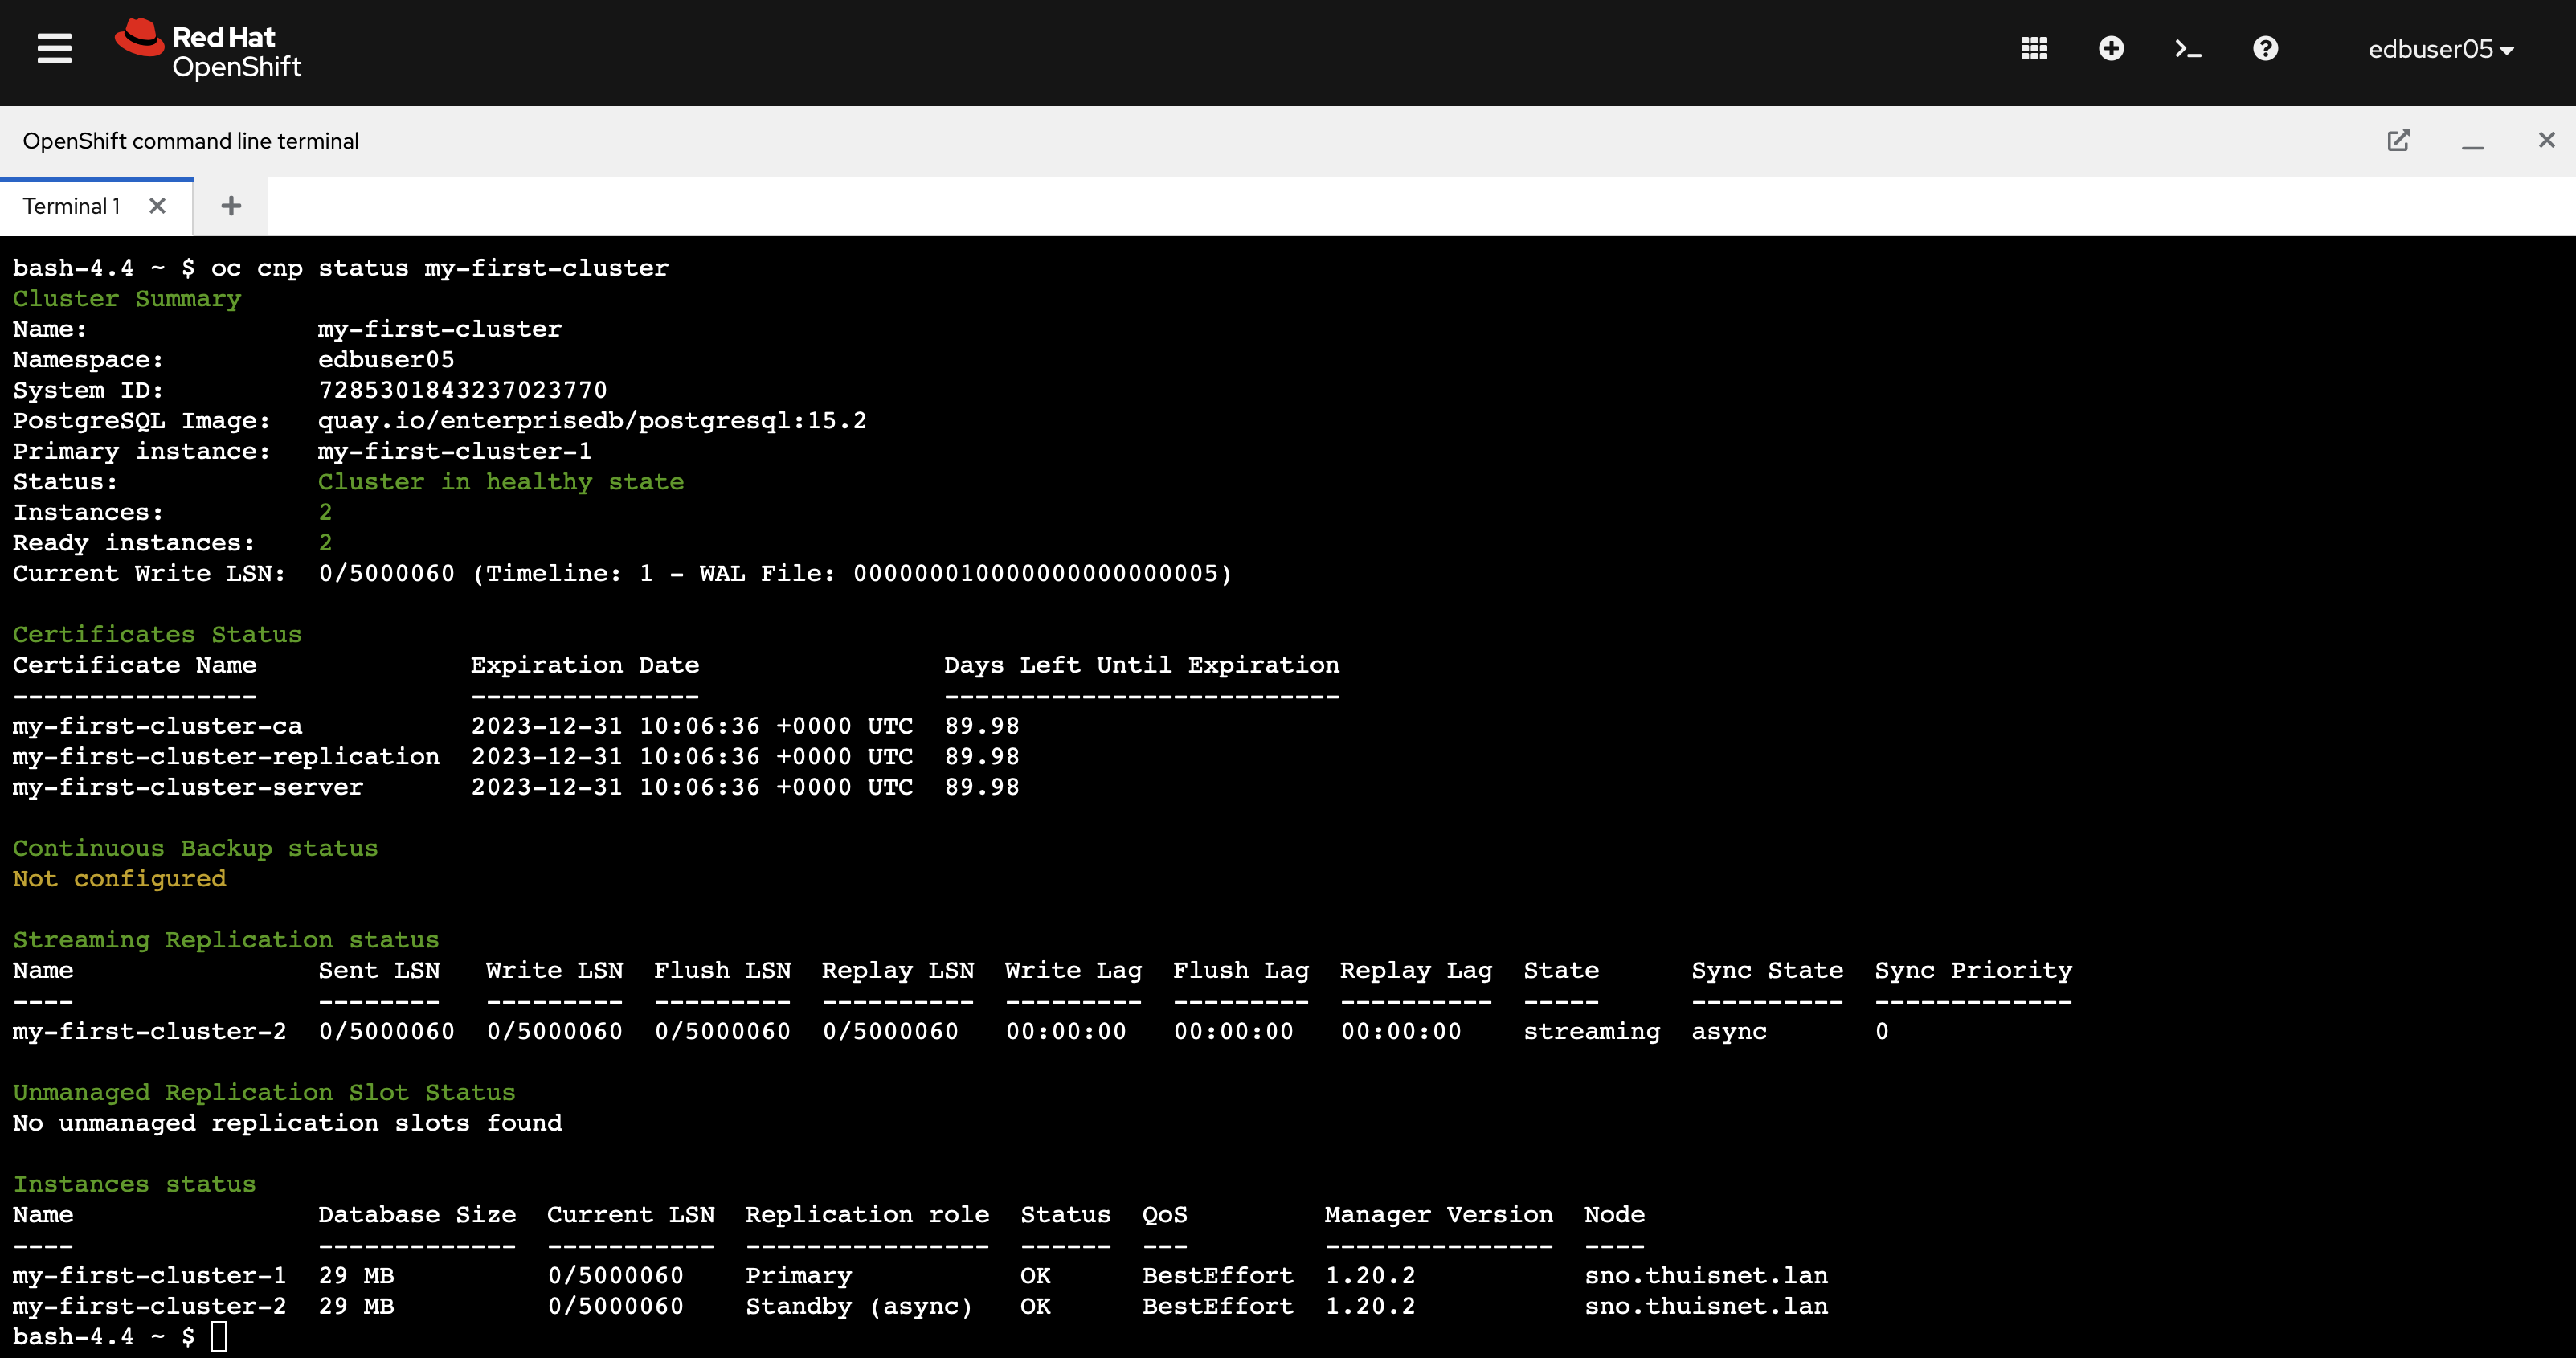 Red Hat
OpenShift
edbuser05
OpenShift command line terminal
Terminal 1
bash-4.4 ~ $ oc cnp status my-first-cluster
Cluster Summary
Name:               my-first-cluster
Namespace:          edbuser05
System ID:          7285301843237023770
PostgreSQL Image:   quay.io/enterprisedb/postgresql:15.2
Primary instance:   my-first-cluster-1
Status:             Cluster in healthy state
Instances:          2
Ready instances:    2
Current Write LSN:  0/5000060 (Timeline: 1 - WAL File: 000000010000000000000005)
Certificates Status
Certificate Name              Expiration Date                Days Left Until Expiration
----------------              ---------------                --------------------------
my-first-cluster-ca           2023-12-31 10:06:36 +0000 UTC  89.98
my-first-cluster-replication  2023-12-31 10:06:36 +0000 UTC  89.98
my-first-cluster-server       2023-12-31 10:06:36 +0000 UTC  89.98
Continuous Backup status
Not configured
Streaming Replication status
Name                Sent LSN   Write LSN  Flush LSN  Replay LSN  Write Lag  Flush Lag  Replay Lag  State      Sync State  Sync Priority
----                --------   ---------  ---------  ----------  ---------  ---------  ----------  -----      ----------  -------------
my-first-cluster-2  0/5000060  0/5000060  0/5000060  0/5000060   00:00:00   00:00:00   00:00:00    streaming  async       0
Unmanaged Replication Slot Status
No unmanaged replication slots found
Instances status
Name                Database Size  Current LSN  Replication role  Status  QoS         Manager Version  Node
----                -------------  -----------  ----------------  ------  ---         ---------------  ----
my-first-cluster-1  29 MB          0/5000060    Primary           OK      BestEffort  1.20.2           sno.thuisnet.lan
my-first-cluster-2  29 MB          0/5000060    Standby (async)   OK      BestEffort  1.20.2           sno.thuisnet.lan
bash-4.4 ~ $